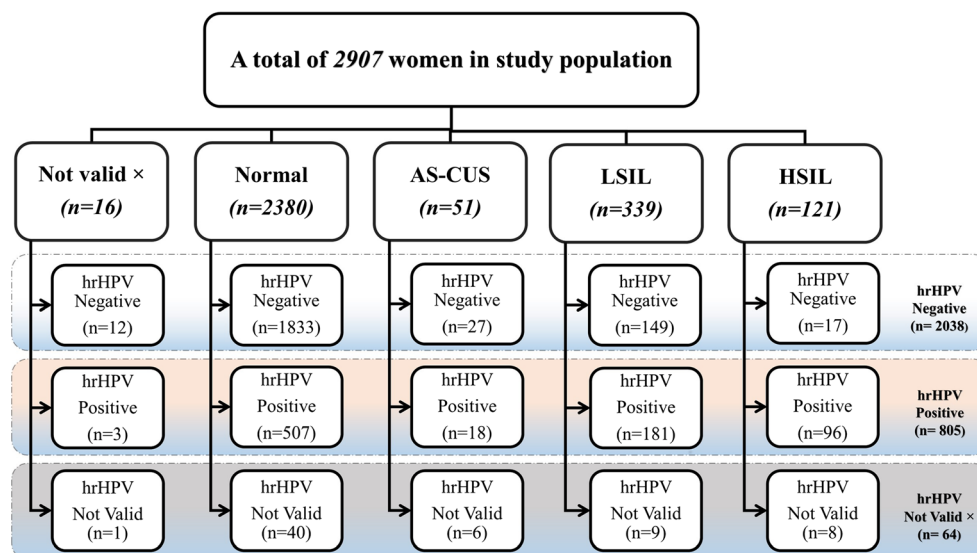 A total of 2907 women in study population
Not valid ×
(n=16)
Normal
(n=2380)
AS-CUS
(n=51)
LSIL
(n=339)
HSIL
(n=121)
hrHPV
Negative
(n=12)
hrHPV
Negative
(n=1833)
hrHPV
Negative
(n=27)
hrHPV
Negative
(n=149)
hrHPV
Negative
(n=17)
hrHPV
Negative
(n= 2038)
hrHPV
Positive
(n=3)
hrHPV
Positive
(n=507)
hrHPV
Positive
(n=18)
hrHPV
Positive
(n=181)
hrHPV
Positive
(n=96)
hrHPV
Positive
(n= 805)
hrHPV
Not Valid
(n=1)
hrHPV
Not Valid
(n=40)
hrHPV
Not Valid
(n=6)
hrHPV
Not Valid
(n=9)
hrHPV
Not Valid
(n=8)
hrHPV
Not Valid ×
(n= 64)